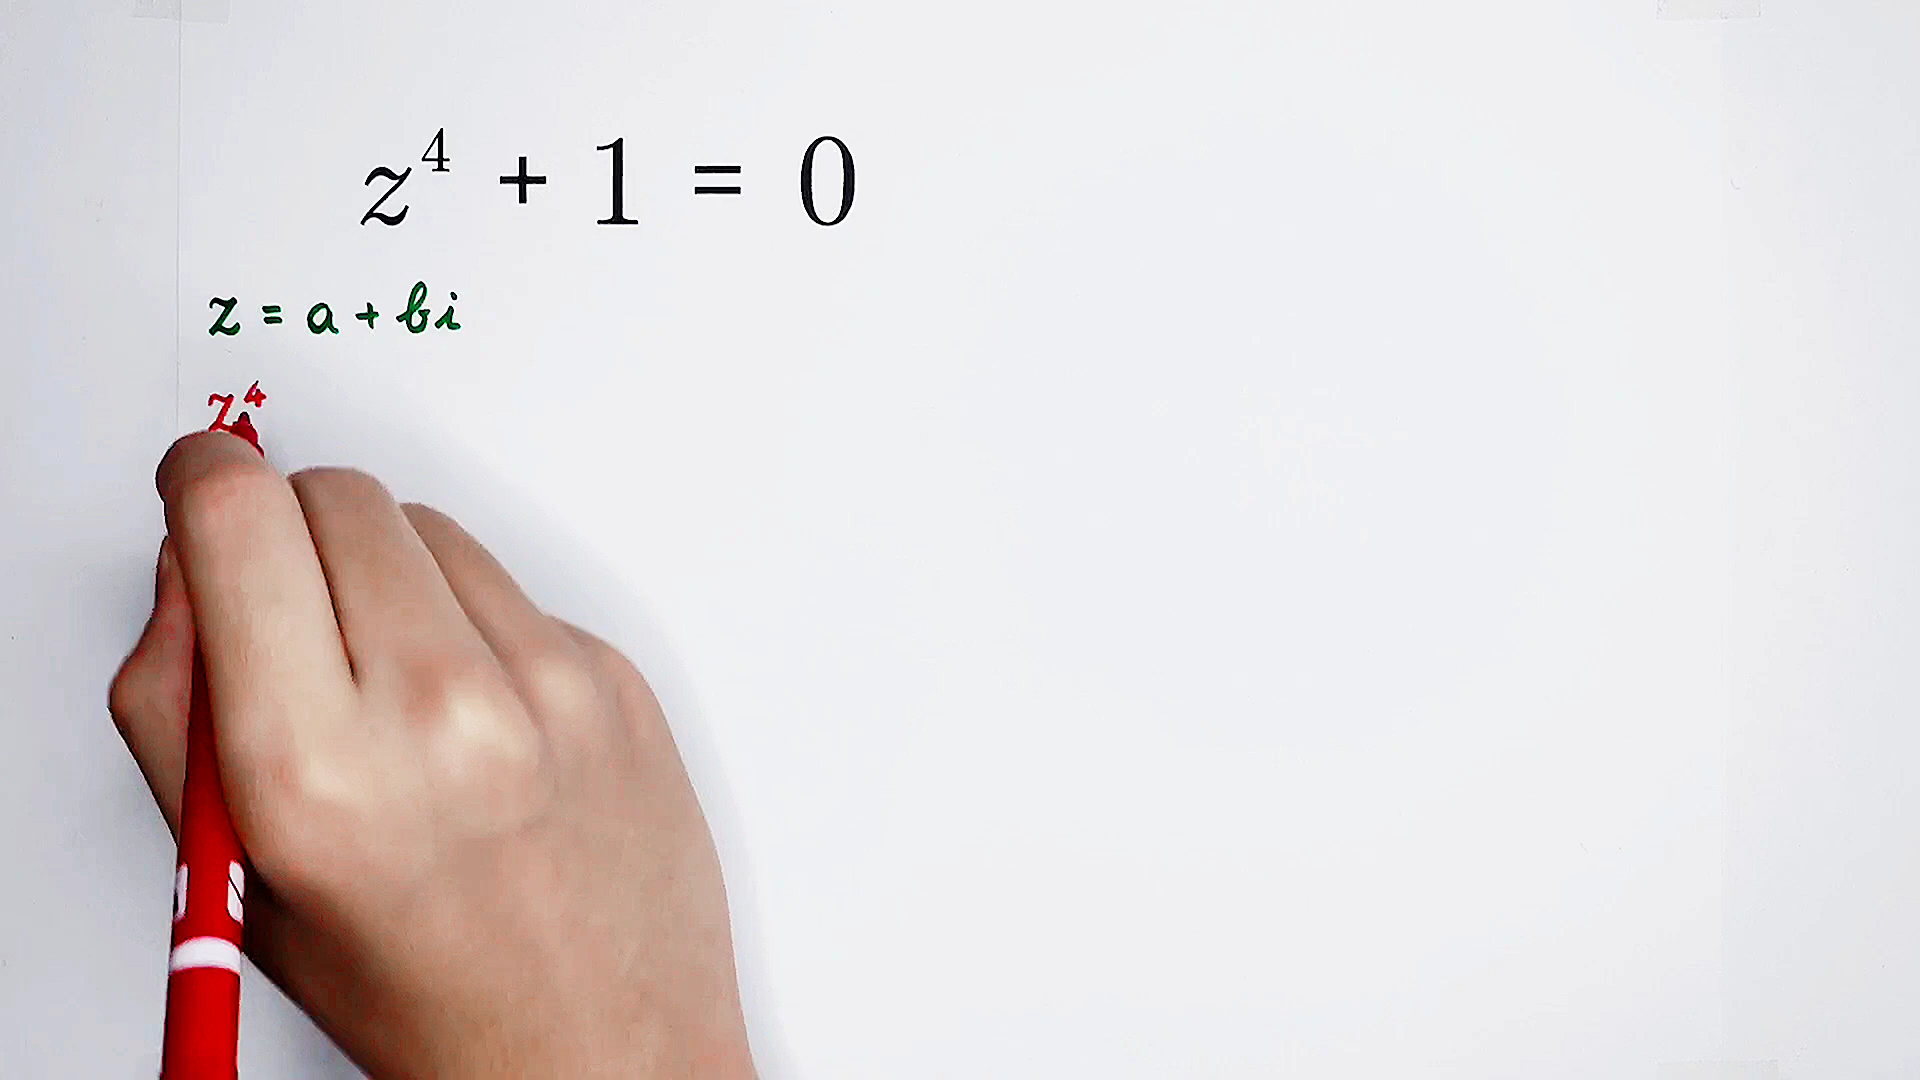 z⁴ + 1 = 0
z = a + bi
z⁴